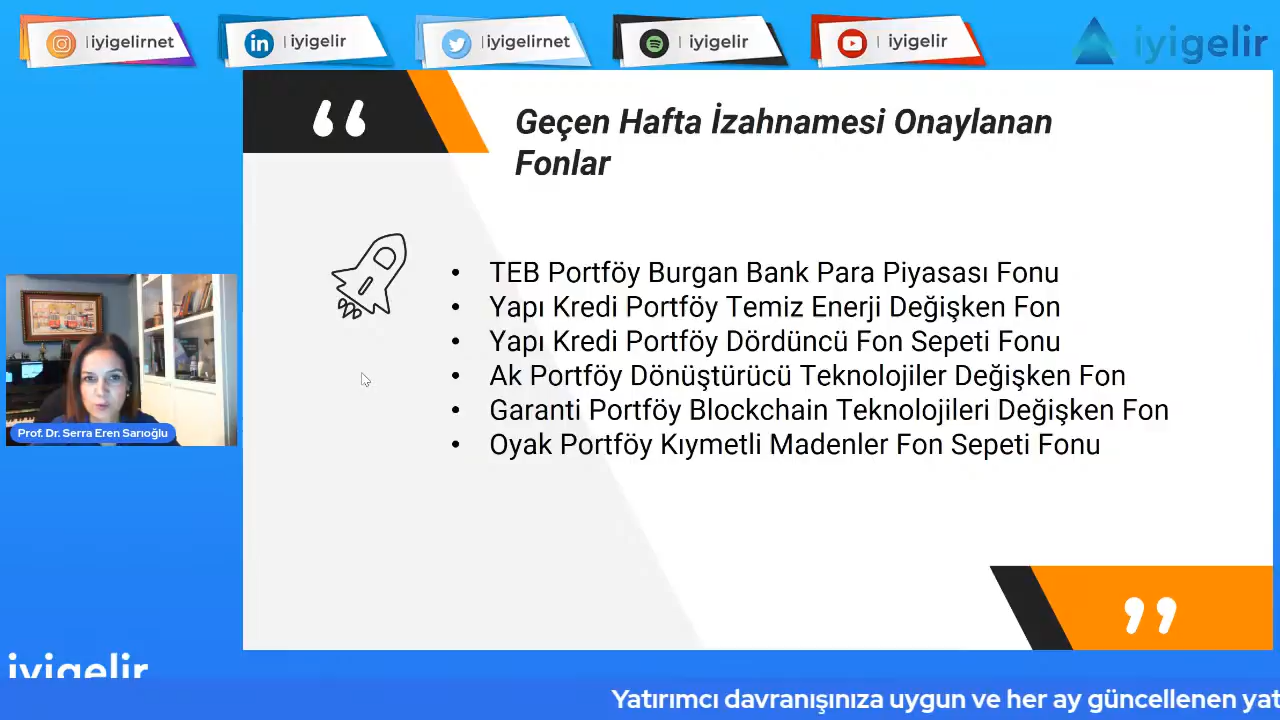 iyigelirnet
iyigelir
iyigelirnet
iyigelir
iyigelir
iyigelir
Geçen Hafta İzahnamesi Onaylanan
Fonlar
• TEB Portföy Burgan Bank Para Piyasası Fonu
• Yapı Kredi Portföy Temiz Enerji Değişken Fon
• Yapı Kredi Portföy Dördüncü Fon Sepeti Fonu
• Ak Portföy Dönüştürücü Teknolojiler Değişken Fon
• Garanti Portföy Blockchain Teknolojileri Değişken Fon
• Oyak Portföy Kıymetli Madenler Fon Sepeti Fonu
Prof. Dr. Serra Eren Sarıoğlu
iyigelir
Yatırımcı davranışınıza uygun ve her ay güncellenen yat